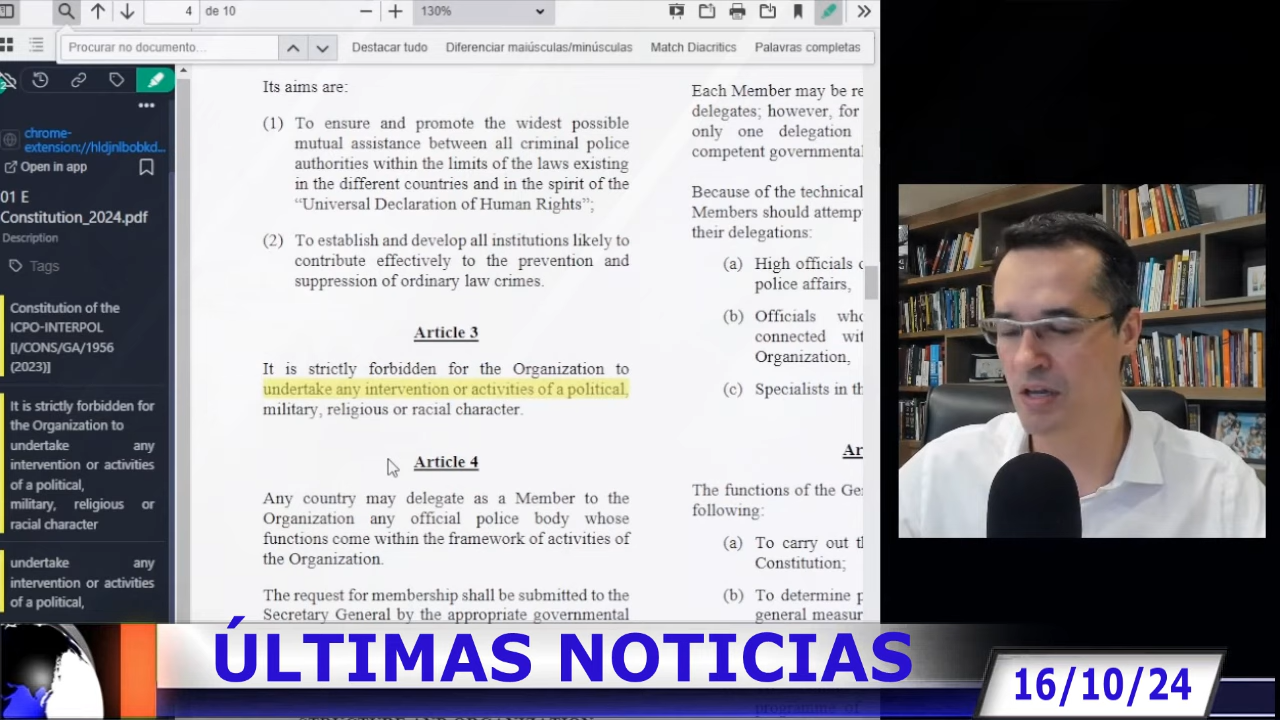 4 de 10
130%
Procurar no documento...
Destacar tudo
Diferenciar maiúsculas/minúsculas
Match Diacritics
Palavras completas
chrome-
extension://hldjnlbobkd...
Open in app
01 E
Constitution_2024.pdf
Description
Tags
Constitution of the
ICPO-INTERPOL
[I/CONS/GA/1956
(2023)]
It is strictly forbidden for
the Organization to
undertake any
intervention or activities
of a political,
military, religious or
racial character
undertake any
intervention or activities
of a political,
Its aims are:
(1) To ensure and promote the widest possible
mutual assistance between all criminal police
authorities within the limits of the laws existing
in the different countries and in the spirit of the
“Universal Declaration of Human Rights”;
(2) To establish and develop all institutions likely to
contribute effectively to the prevention and
suppression of ordinary law crimes.
Article 3
It is strictly forbidden for the Organization to
undertake any intervention or activities of a political,
military, religious or racial character.
Article 4
Any country may delegate as a Member to the
Organization any official police body whose
functions come within the framework of activities of
the Organization.
The request for membership shall be submitted to the
Secretary General by the appropriate governmental
Each Member may be re
delegates; however, for
only one delegation
competent governmental
Because of the technical
Members should attemp
their delegations:
(a) High officials
police affairs,
(b) Officials who
connected wit
Organization,
(c) Specialists in th
Ar
The functions of the Ge
following:
(a) To carry out th
Constitution;
(b) To determine p
general measur
ÚLTIMAS NOTICIAS
16/10/24